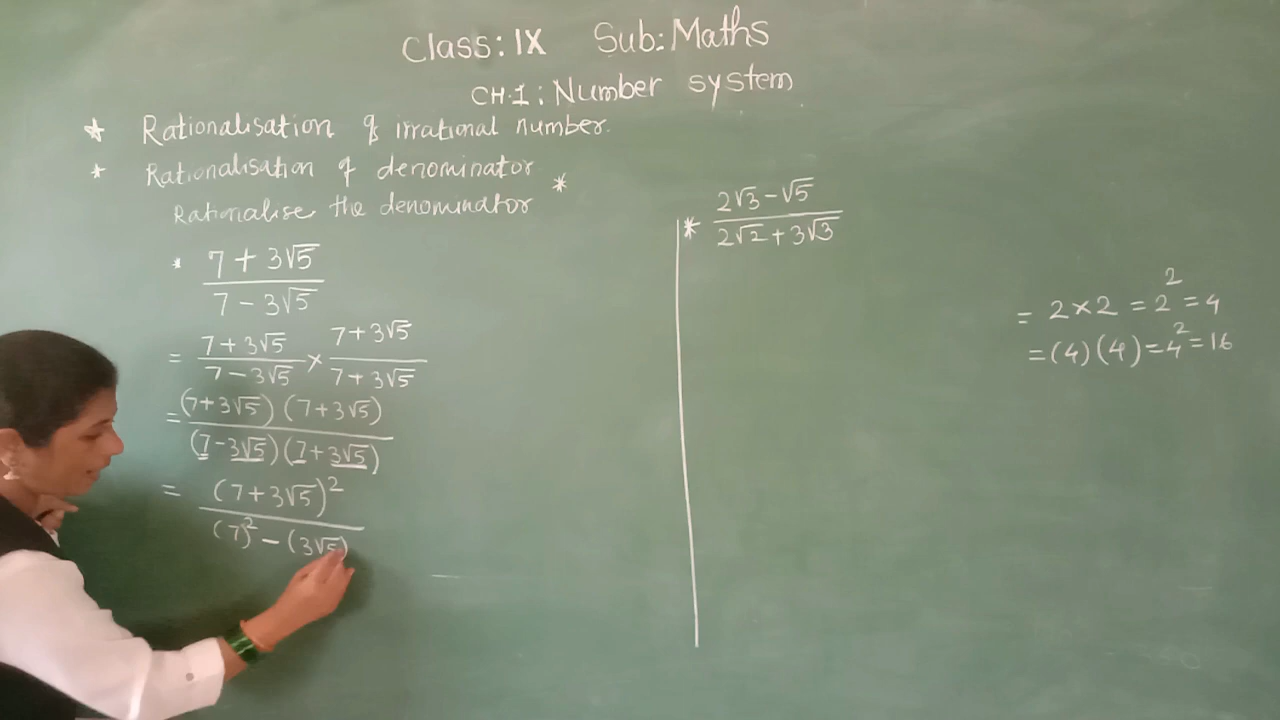 Class: IX Sub: Maths
CH.1: Number system
* Rationalisation of irrational number.
* Rationalisation of denominator
Rationalise the denominator *
* (7 + 3√5)/(7 - 3√5)
= (7 + 3√5)/(7 - 3√5) × (7 + 3√5)/(7 + 3√5)
= (7 + 3√5) (7 + 3√5)/(7 - 3√5)(7 + 3√5)
= (7 + 3√5)²/(7)² - (3√5)
* (2√3 - √5)/(2√2 + 3√3)
= 2 × 2 = 2² = 4
= (4)(4) = 4² = 16